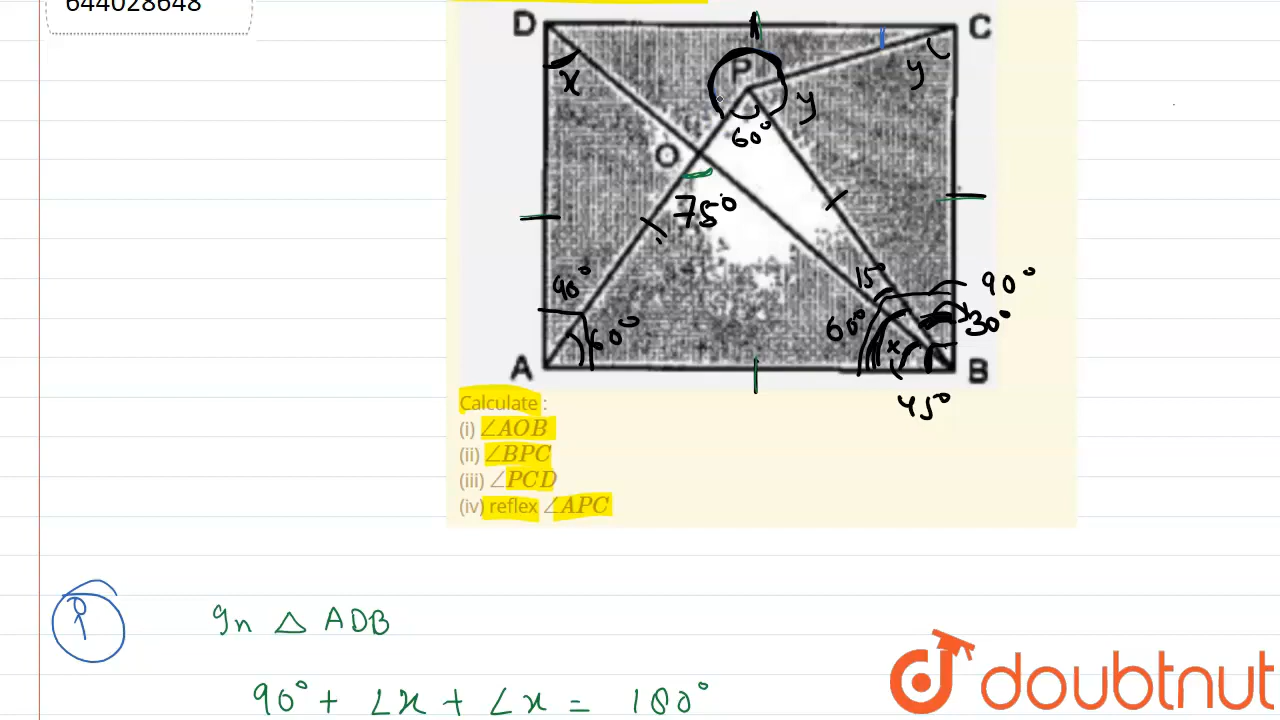 644028648
D
C
P
x
y
y
60°
O
75°
90°
15°
90°
60°
60°
30°
x
A
B
45°
Calculate :
(i) ∠AOB
(ii) ∠BPC
(iii) ∠PCD
(iv) reflex ∠APC
In △ ADB
90° + ∠x + ∠x = 180°
doubtnut